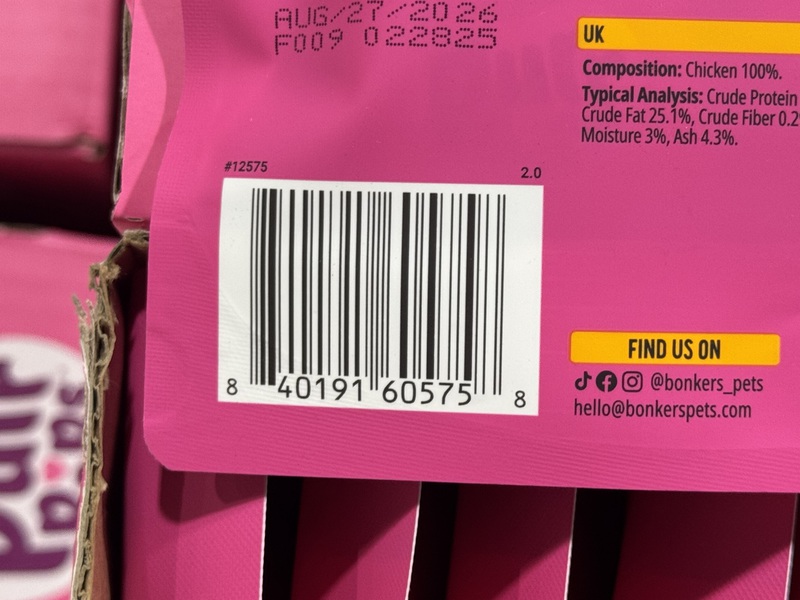 AUG/27/2026
F009 022825
UK
Composition: Chicken 100%.
Typical Analysis: Crude Protein
Crude Fat 25.1%, Crude Fiber 0.2
Moisture 3%, Ash 4.3%.
#12575
2.0
8 40191 60575 8
FIND US ON
@bonkers_pets
hello@bonkerspets.com